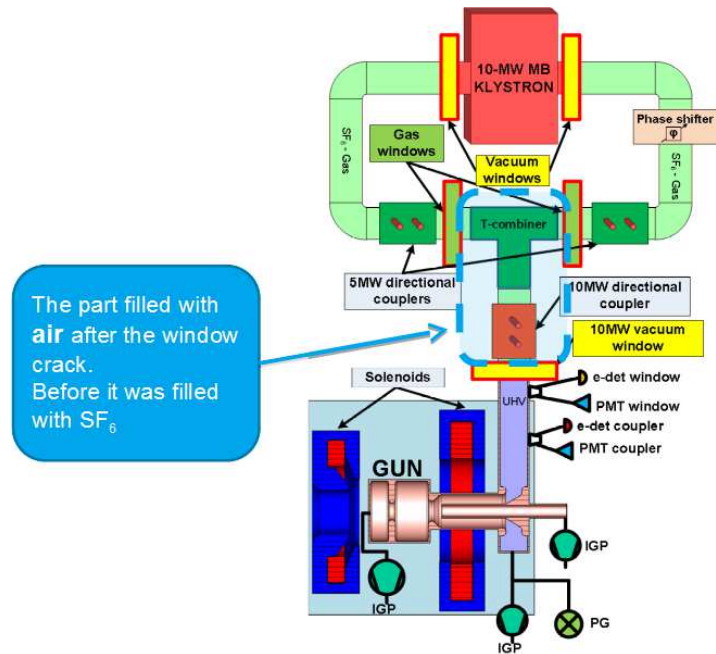 10-MW MB
KLYSTRON
Phase shifter
φ
SF6 - Gas
SF6 - Gas
Gas
windows
Vacuum
windows
T-combiner
5MW directional
couplers
10MW directional
coupler
The part filled with
air after the window
crack.
Before it was filled
with SF6
10MW vacuum
window
Solenoids
UHV
e-det window
PMT window
e-det coupler
PMT coupler
GUN
IGP
IGP
IGP
PG